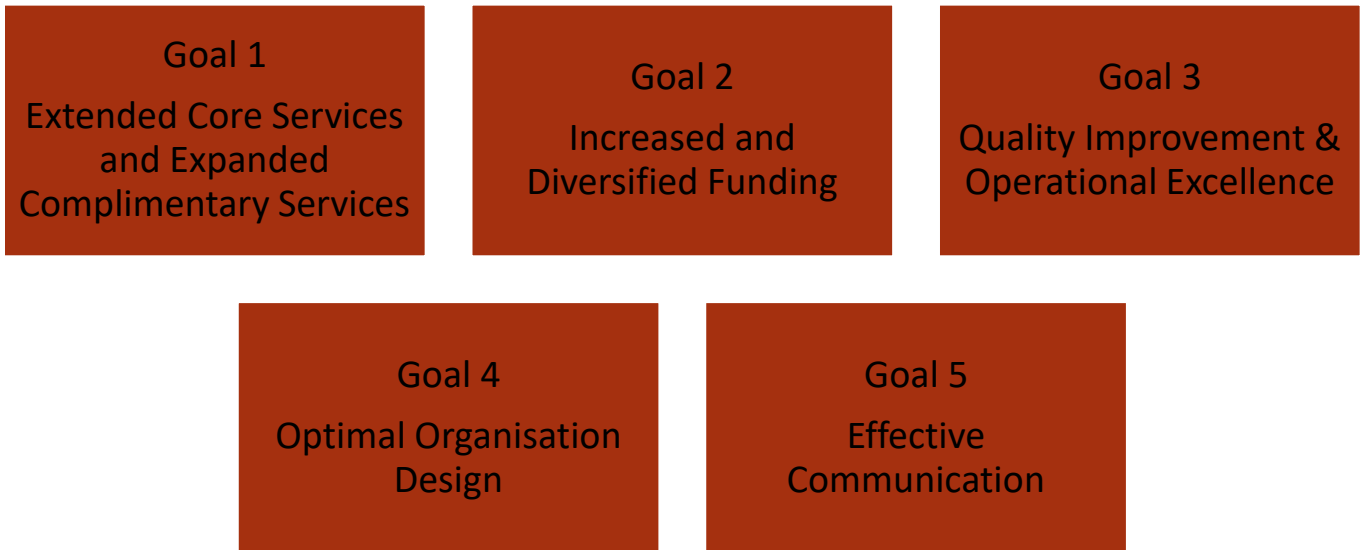 Goal 1
Extended Core Services
and Expanded
Complimentary Services
Goal 2
Increased and
Diversified Funding
Goal 3
Quality Improvement &
Operational Excellence
Goal 4
Optimal Organisation
Design
Goal 5
Effective
Communication